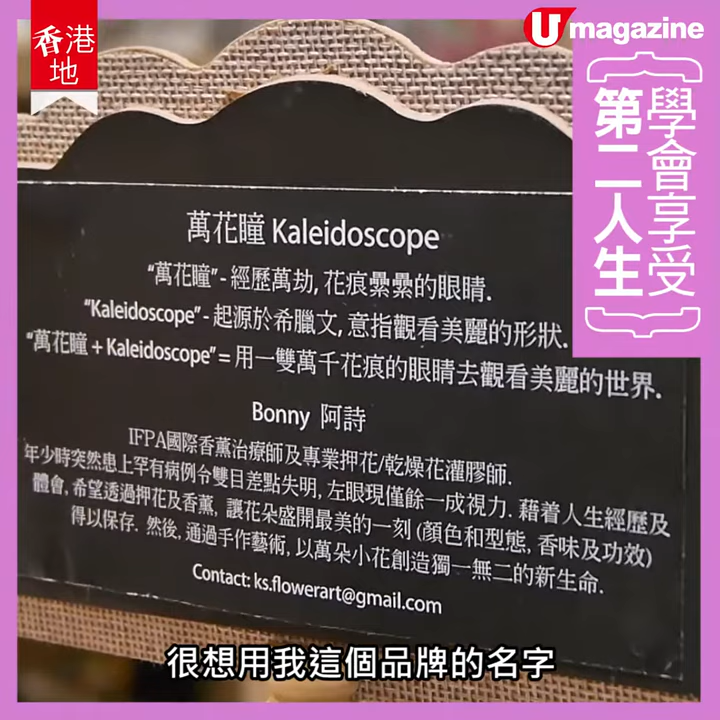 香港地
U magazine
學會享受
第二人生
萬花瞳 Kaleidoscope
“萬花瞳” - 經歷萬劫, 花痕纍纍的眼睛.
“Kaleidoscope” - 起源於希臘文, 意指觀看美麗的形狀.
“萬花瞳 + Kaleidoscope” = 用一雙萬千花痕的眼睛去觀看美麗的世界.
Bonny 阿詩
IFPA國際香薰治療師及專業押花/乾燥花灌膠師.
年少時突然患上罕有病例令雙目差點失明, 左眼現僅餘一成視力. 藉着人生經歷及
體會, 希望透過押花及香薰, 讓花朵盛開最美的一刻 (顏色和型態, 香味及功效)
得以保存. 然後, 通過手作藝術, 以萬朵小花創造獨一無二的新生命.
Contact: ks.flowerart@gmail.com
很想用我這個品牌的名字